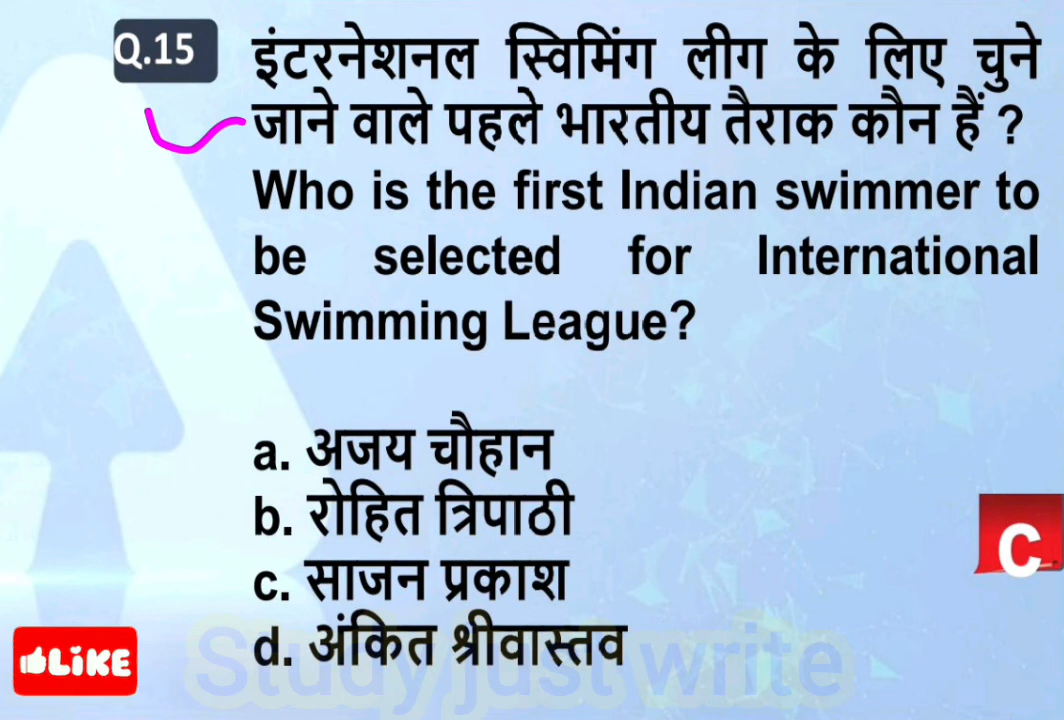 Q.15
इंटरनेशनल स्विमिंग लीग के लिए चुने
जाने वाले पहले भारतीय तैराक कौन हैं ?
Who is the first Indian swimmer to
be selected for International
Swimming League?
a. अजय चौहान
b. रोहित त्रिपाठी
c. साजन प्रकाश
d. अंकित श्रीवास्तव
C
LiKE
Study just write